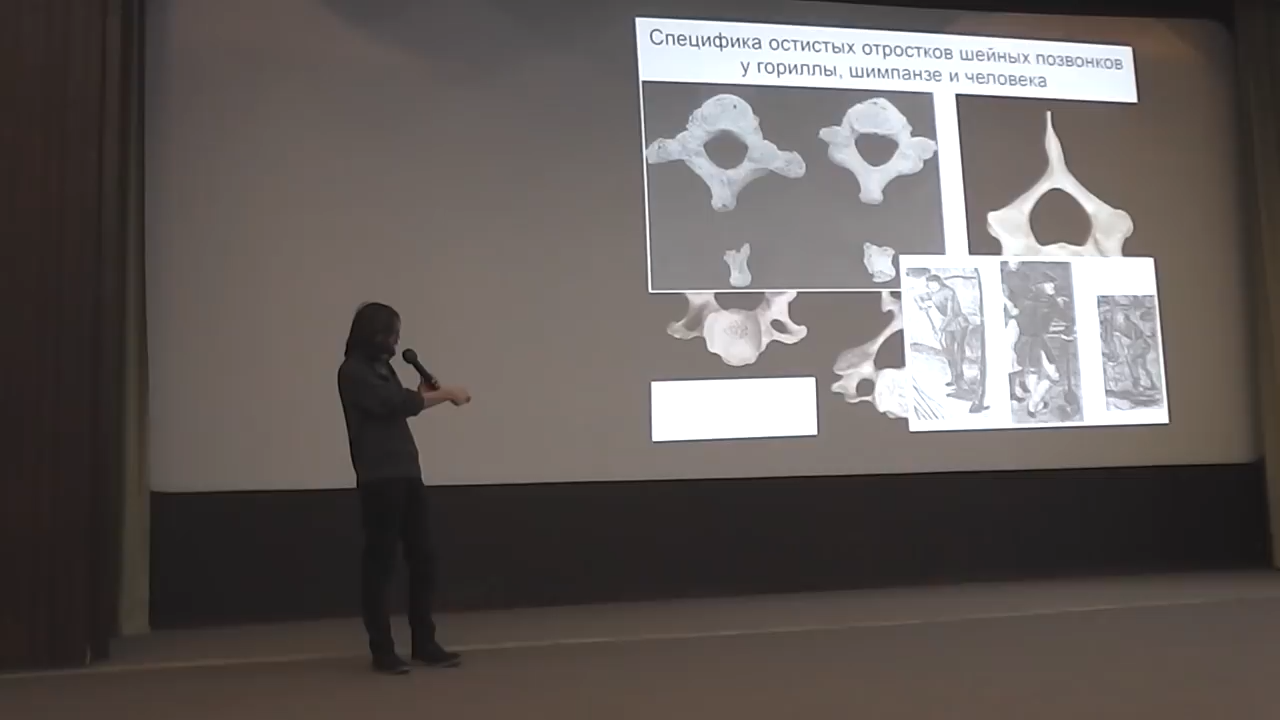 Специфика остистых отростков шейных позвонков
у гориллы, шимпанзе и человека